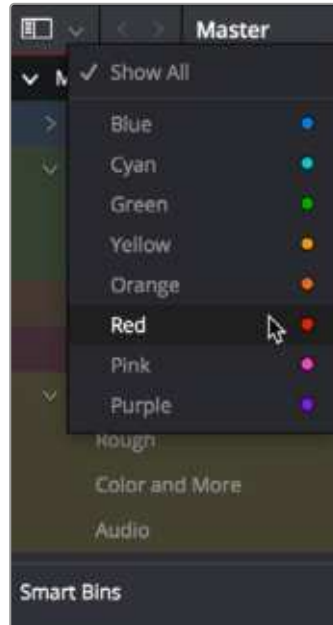 Master
M
Show All
Blue
Cyan
Green
Yellow
Orange
Red
Pink
Purple
Rough
Color and More
Audio
Smart Bins